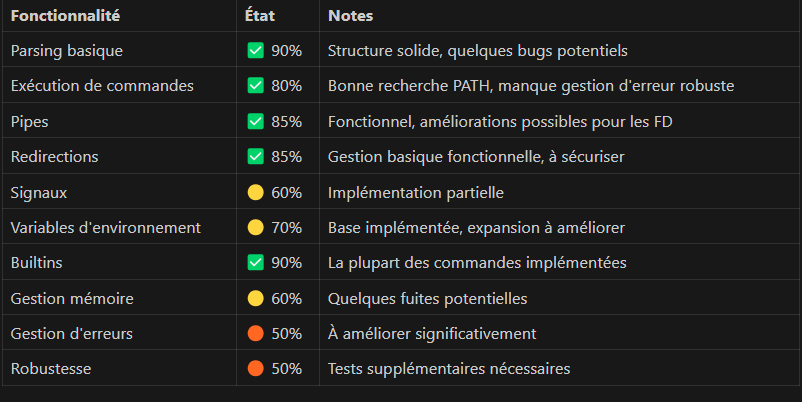 Fonctionnalité État Notes
Parsing basique ✅ 90% Structure solide, quelques bugs potentiels
Exécution de commandes ✅ 80% Bonne recherche PATH, manque gestion d'erreur robuste
Pipes ✅ 85% Fonctionnel, améliorations possibles pour les FD
Redirections ✅ 85% Gestion basique fonctionnelle, à sécuriser
Signaux 🟡 60% Implémentation partielle
Variables d'environnement 🟡 70% Base implémentée, expansion à améliorer
Builtins ✅ 90% La plupart des commandes implémentées
Gestion mémoire 🟡 60% Quelques fuites potentielles
Gestion d'erreurs 🟠 50% À améliorer significativement
Robustesse 🟠 50% Tests supplémentaires nécessaires